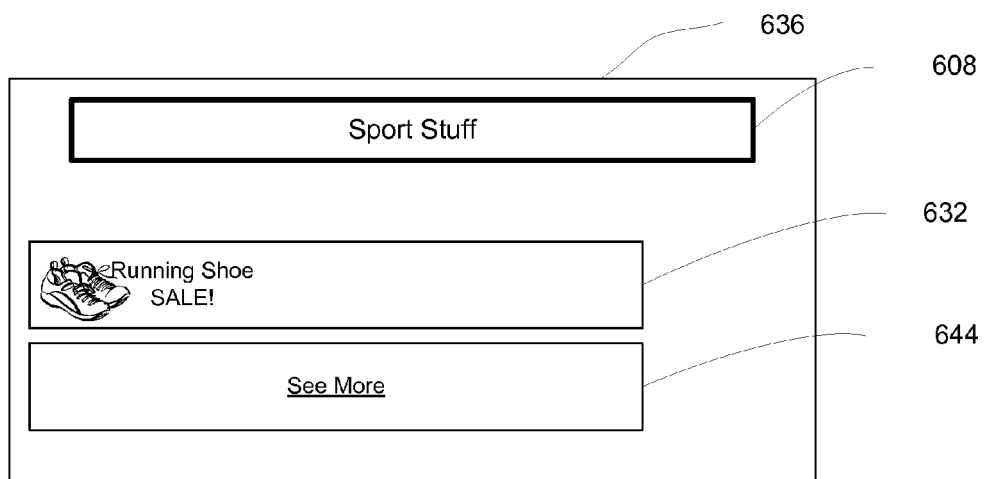 636
608
Sport Stuff
632
Running Shoe
SALE!
644
See More